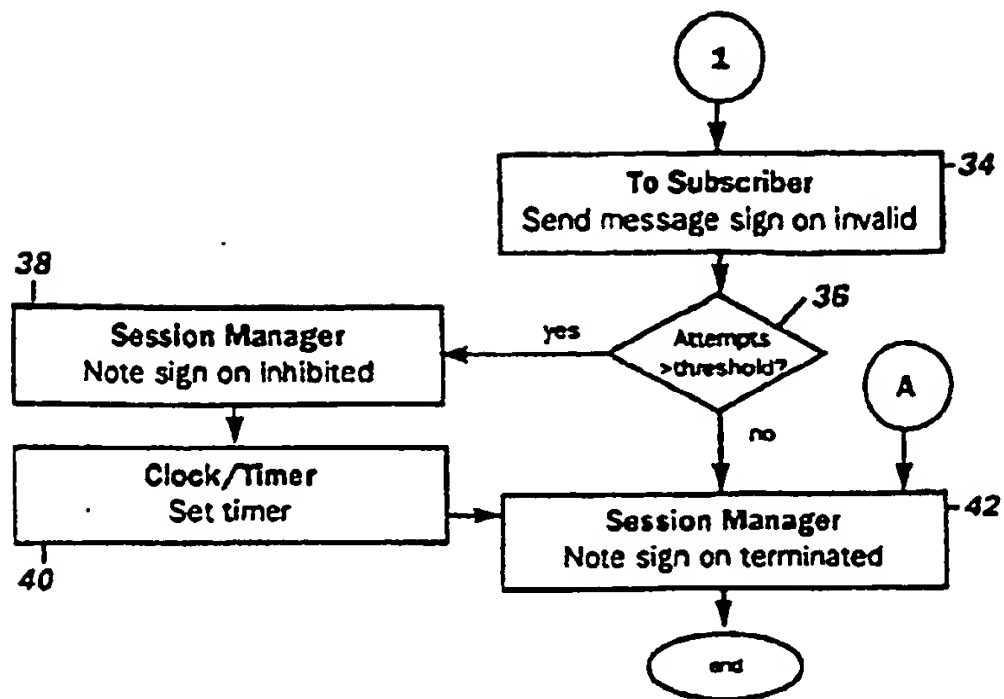 1
34
To Subscriber
Send message sign on invalid
36
Attempts
>threshold?
yes
no
38
Session Manager
Note sign on inhibited
Clock/Timer
Set timer
40
A
42
Session Manager
Note sign on terminated
end